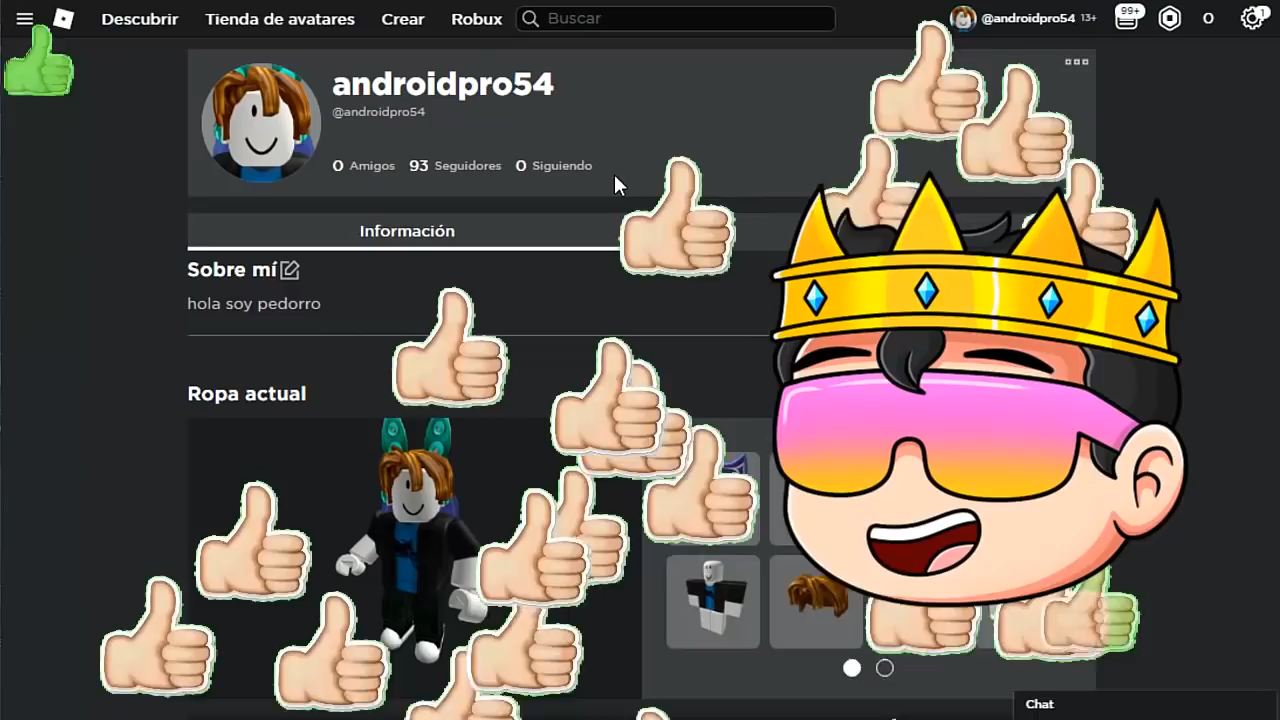 Descubrir Tienda de avatares Crear Robux Buscar @androidpro54 13+ 99+ 0 1
androidpro54
@androidpro54
0 Amigos 93 Seguidores 0 Siguiendo
Información
Sobre mí
hola soy pedorro
Ropa actual
Chat